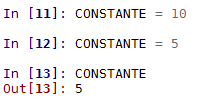 In [11]: CONSTANTE = 10
In [12]: CONSTANTE = 5
In [13]: CONSTANTE
Out[13]: 5